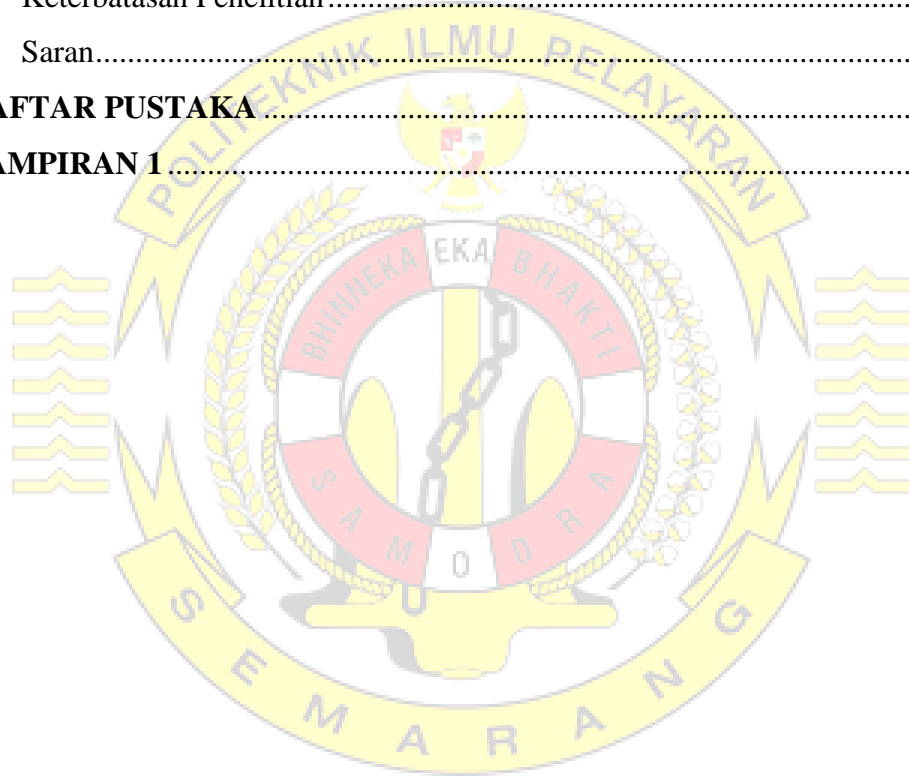 Keterbatasan Penelitian
Saran
AFTAR PUSTAKA
AMPIRAN 1
POLITEKNIK ILMU PELAYARAN
BHINNEKA EKA BHAKTI
SAMODRA
SEMARANG